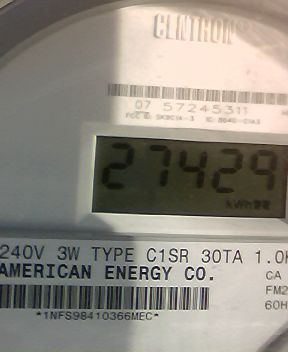 CENTRON®
07 57245311
27429
kWh
240V 3W TYPE C1SR 30TA 1.0K
AMERICAN ENERGY CO.
CA
FM2
60H
*1NFS98410366MEC*